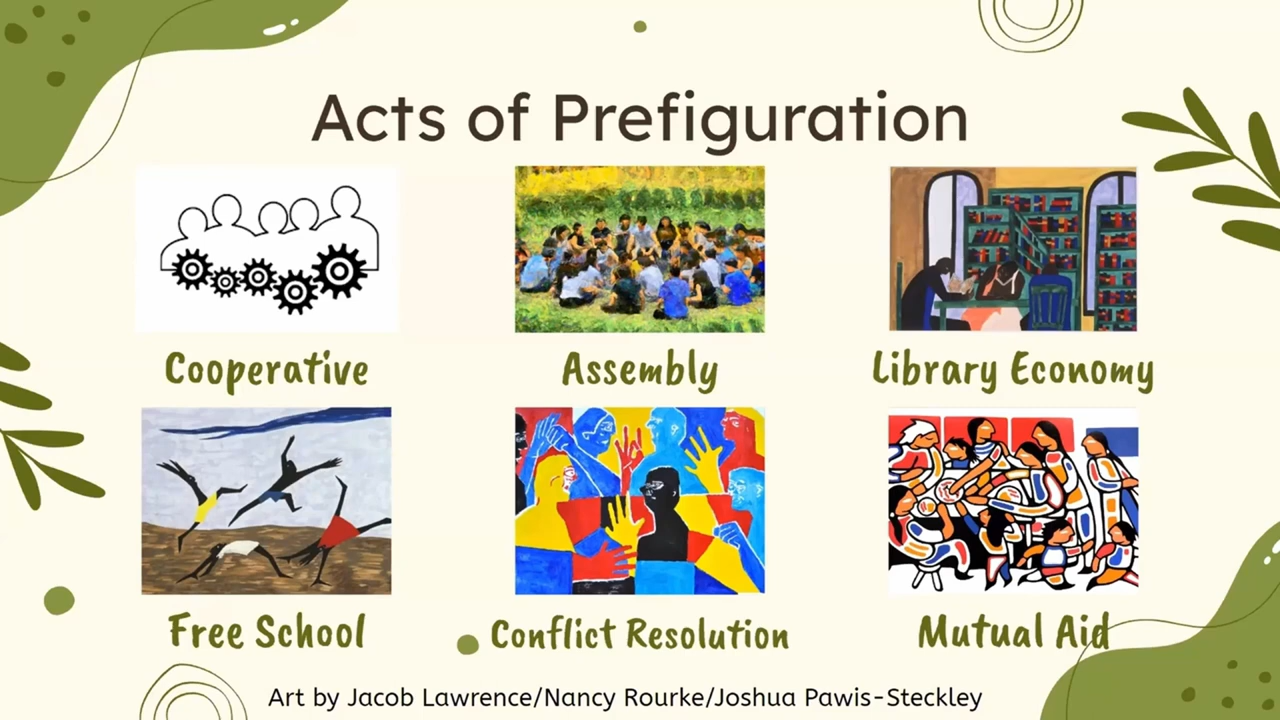 Acts of Prefiguration
Cooperative
Assembly
Library Economy
Free School
Conflict Resolution
Mutual Aid
Art by Jacob Lawrence/Nancy Rourke/Joshua Pawis-Steckley